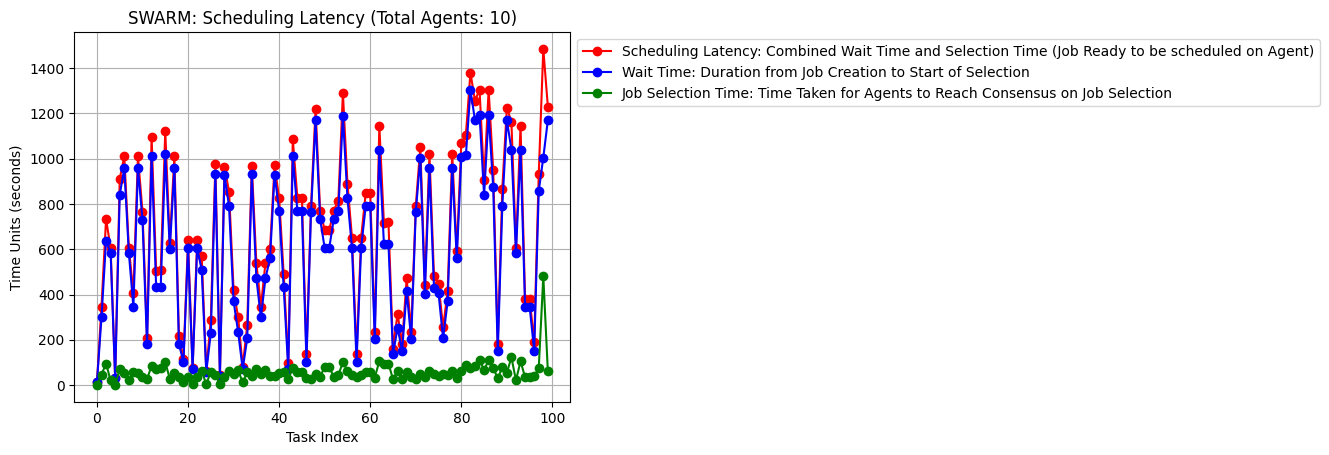 SWARM: Scheduling Latency (Total Agents: 10)
Scheduling Latency: Combined Wait Time and Selection Time (Job Ready to be scheduled on Agent)
Wait Time: Duration from Job Creation to Start of Selection
Job Selection Time: Time Taken for Agents to Reach Consensus on Job Selection
Time Units (seconds)
1400
1200
1000
800
600
400
200
0
0 20 40 60 80 100
Task Index